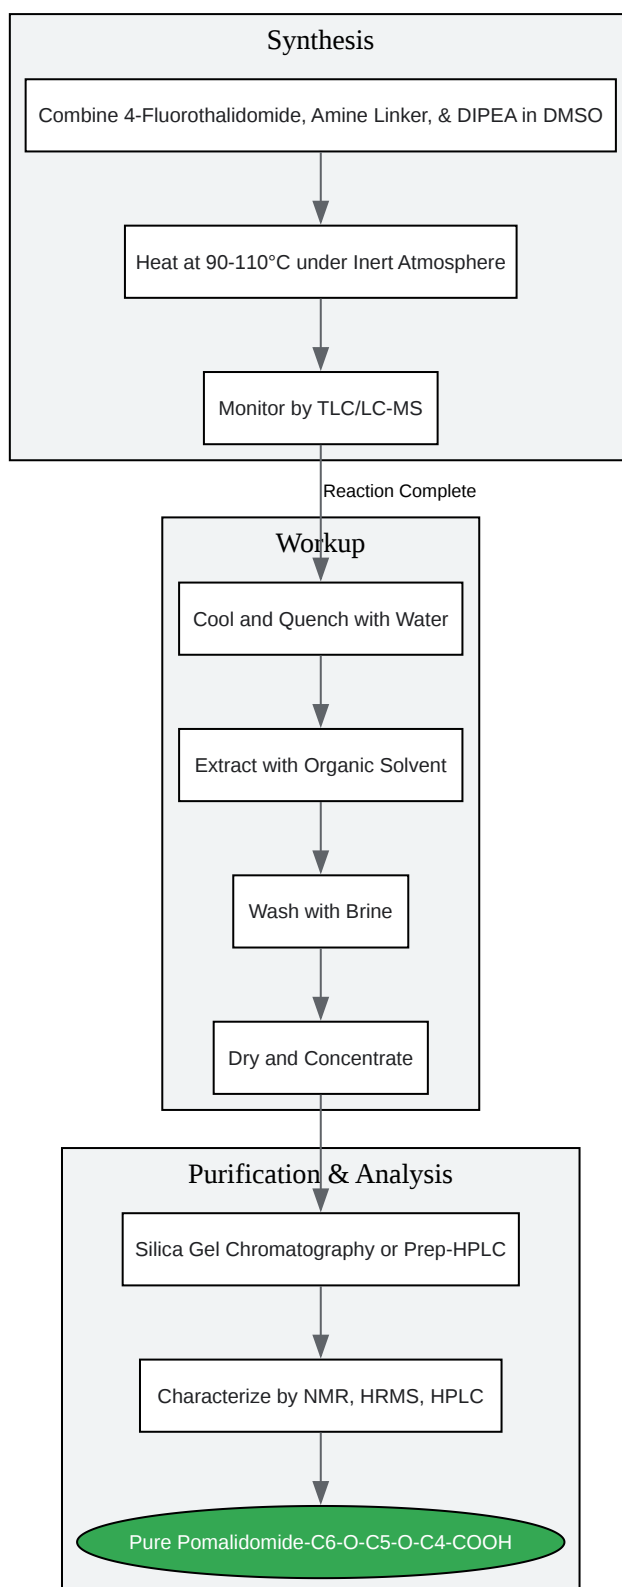 Synthesis
Combine 4-Fluorothalidomide, Amine Linker, & DIPEA in DMSO
Heat at 90-110°C under Inert Atmosphere
Monitor by TLC/LC-MS
Reaction Complete
Workup
Cool and Quench with Water
Extract with Organic Solvent
Wash with Brine
Dry and Concentrate
Purification & Analysis
Silica Gel Chromatography or Prep-HPLC
Characterize by NMR, HRMS, HPLC
Pure Pomalidomide-C6-O-C5-O-C4-COOH